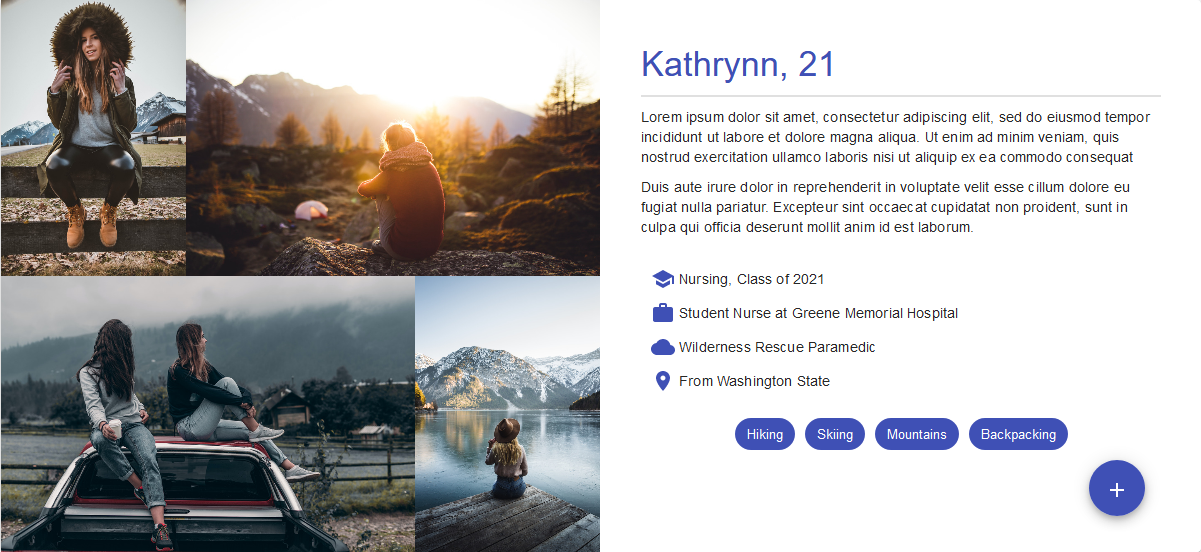 Kathrynn, 21
Lorem ipsum dolor sit amet, consectetur adipiscing elit, sed do eiusmod tempor
incididunt ut labore et dolore magna aliqua. Ut enim ad minim veniam, quis
nostrud exercitation ullamco laboris nisi ut aliquip ex ea commodo consequat
Duis aute irure dolor in reprehenderit in voluptate velit esse cillum dolore eu
fugiat nulla pariatur. Excepteur sint occaecat cupidatat non proident, sunt in
culpa qui officia deserunt mollit anim id est laborum.
Nursing, Class of 2021
Student Nurse at Greene Memorial Hospital
Wilderness Rescue Paramedic
From Washington State
Hiking Skiing Mountains Backpacking
+